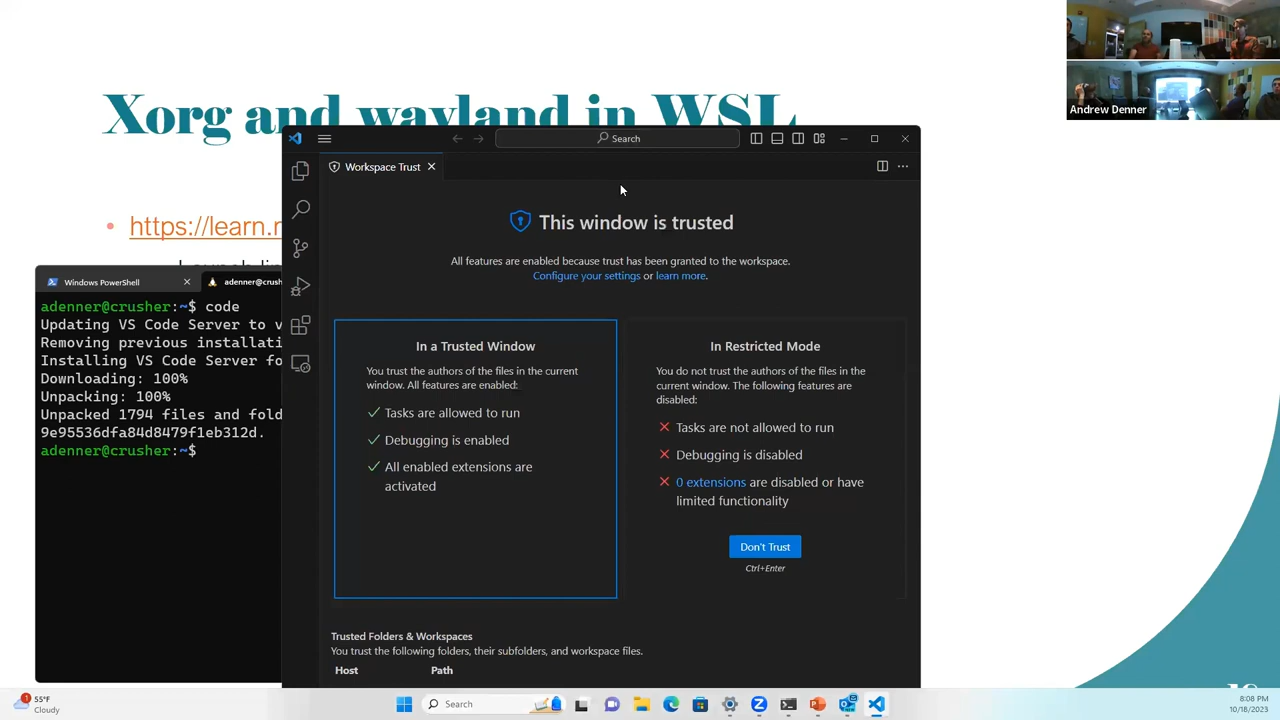 Xorg and wayland in WSL
Andrew Denner
Search
Workspace Trust
https://learn.
This window is trusted
All features are enabled because trust has been granted to the workspace.
Configure your settings or learn more.
Windows PowerShell
adenner@crush
adenner@crusher:~$ code
Updating VS Code Server to v
Removing previous installati
Installing VS Code Server fo
Downloading: 100%
Unpacking: 100%
Unpacked 1794 files and fold
9e95536dfa84d8479f1eb312d.
adenner@crusher:~$
In a Trusted Window
You trust the authors of the files in the current
window. All features are enabled:
Tasks are allowed to run
Debugging is enabled
All enabled extensions are
activated
In Restricted Mode
You do not trust the authors of the files in the
current window. The following features are
disabled:
Tasks are not allowed to run
Debugging is disabled
0 extensions are disabled or have
limited functionality
Don't Trust
Ctrl+Enter
Trusted Folders & Workspaces
You trust the following folders, their subfolders, and workspace files.
Host Path
1
55°F
Cloudy
Search
8:08 PM
10/18/2023